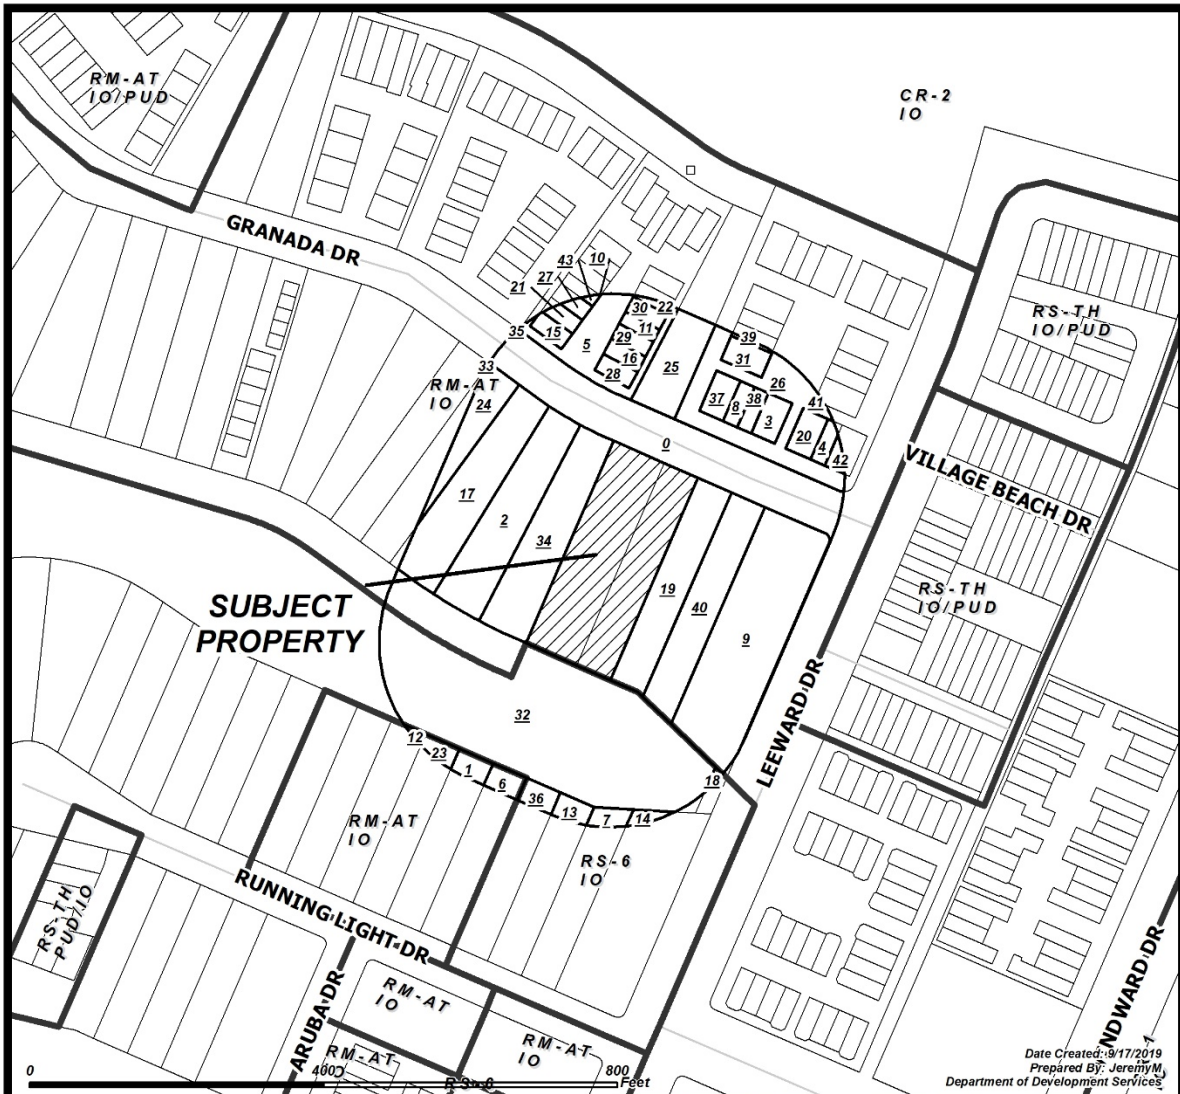 RM-AT
IO/PUD
CR-2
IO
GRANADA DR
43
10
27
21
30
22
RS-TH
IO/PUD
35
15
5
29
11
39
33
16
31
RM-AT
IO
28
25
26
24
37
8
38
3
41
20
4
42
0
VILLAGE BEACH DR
17
2
34
SUBJECT
PROPERTY
19
40
9
RS-TH
IO/PUD
32
LEEWARD DR
12
23
1
6
36
13
7
14
18
RM-AT
IO
RS-6
IO
RS-TH
PUD/IO
RUNNING LIGHT DR
ARUBA DR
RM-AT
IO
RM-AT
IO
RM-AT
NDWARD DR
0
400
800
Feet
RS-6
Date Created: 9/17/2019
Prepared By: JeremyM
Department of Development Services